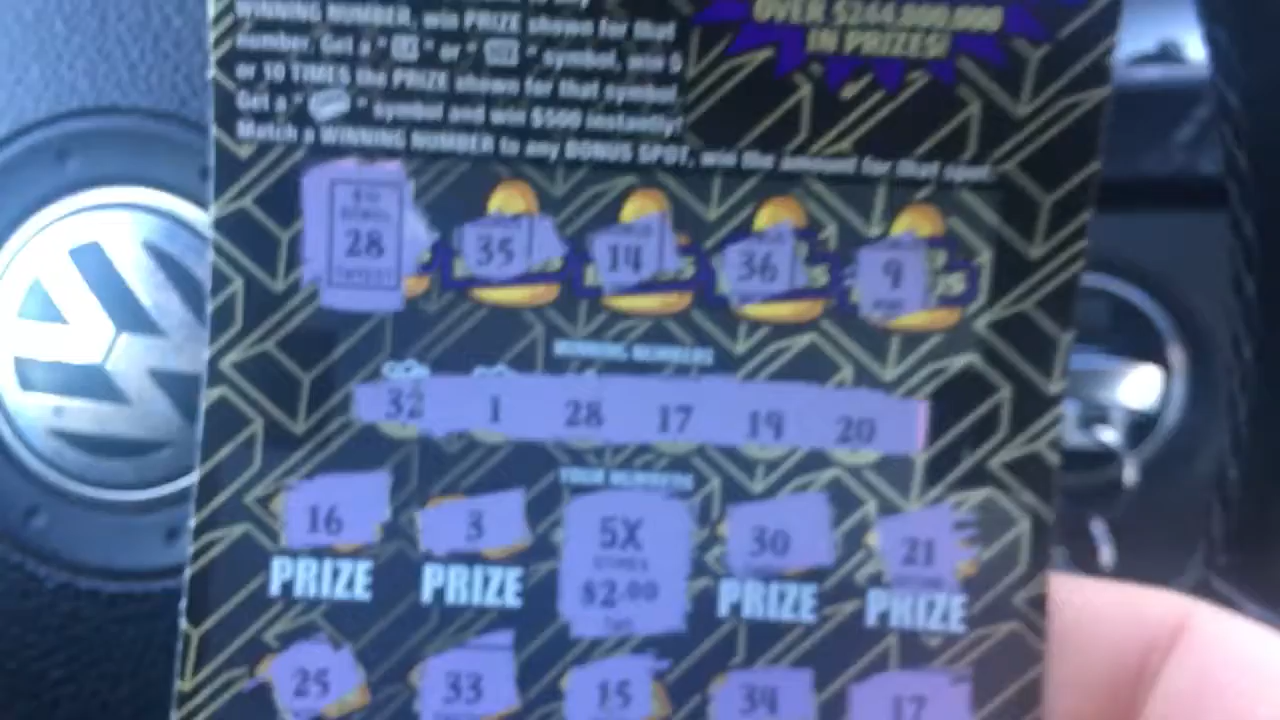 WINNING NUMBER, win PRIZE shown for that
number. Get a " 5X " or " 10X " symbol, win 5
or 10 TIMES the PRIZE shown for that symbol.
Get a " " symbol and win $500 instantly!
Match a WINNING NUMBER to any BONUS SPOT, win the amount for that spot.
OVER $244,000,000
IN PRIZES!
28 35 14 36 9
TWENTY
WINNING NUMBERS
32 1 28 17 19 20
YOUR NUMBERS
16 3 5X 30 21
$2.00
TWO
PRIZE PRIZE PRIZE PRIZE
25 33 15 34 17